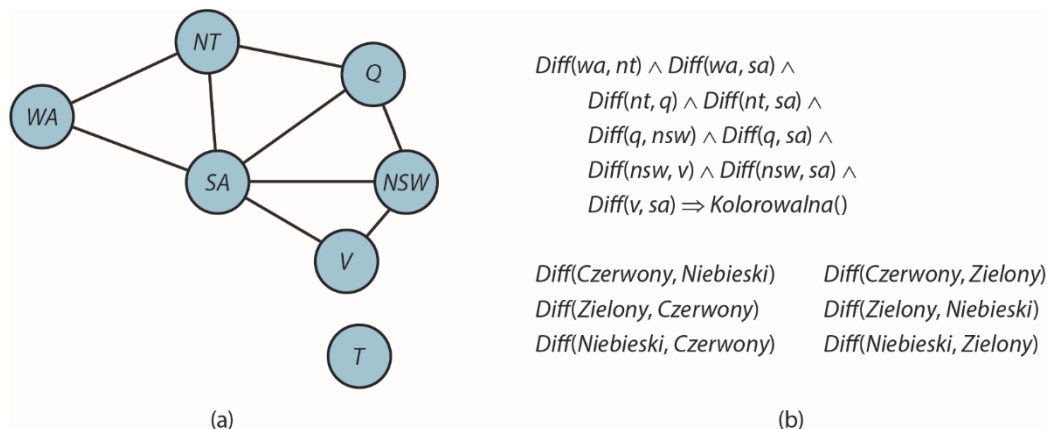 NT
Q
WA
SA
NSW
V
T
(a)
Diff(wa, nt) ∧ Diff(wa, sa) ∧
Diff(nt, q) ∧ Diff(nt, sa) ∧
Diff(q, nsw) ∧ Diff(q, sa) ∧
Diff(nsw, v) ∧ Diff(nsw, sa) ∧
Diff(v, sa) ⇒ Kolorowalna()
Diff(Czerwony, Niebieski) Diff(Czerwony, Zielony)
Diff(Zielony, Czerwony) Diff(Zielony, Niebieski)
Diff(Niebieski, Czerwony) Diff(Niebieski, Zielony)
(b)